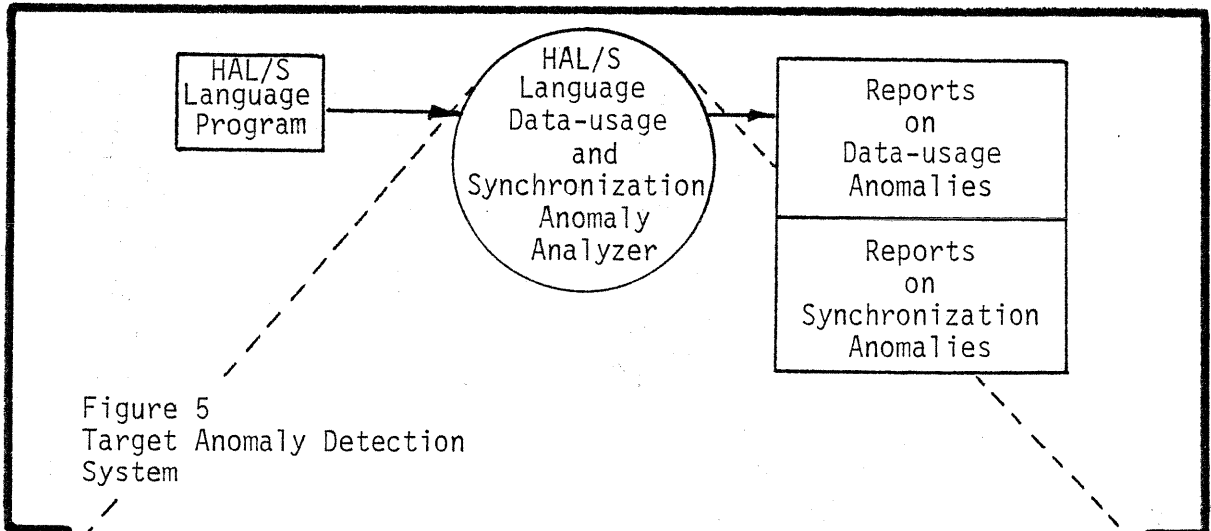 HAL/S
Language
Program
HAL/S
Language
Data-usage
and
Synchronization
Anomaly
Analyzer
Reports
on
Data-usage
Anomalies
Reports
on
Synchronization
Anomalies
Figure 5
Target Anomaly Detection
System